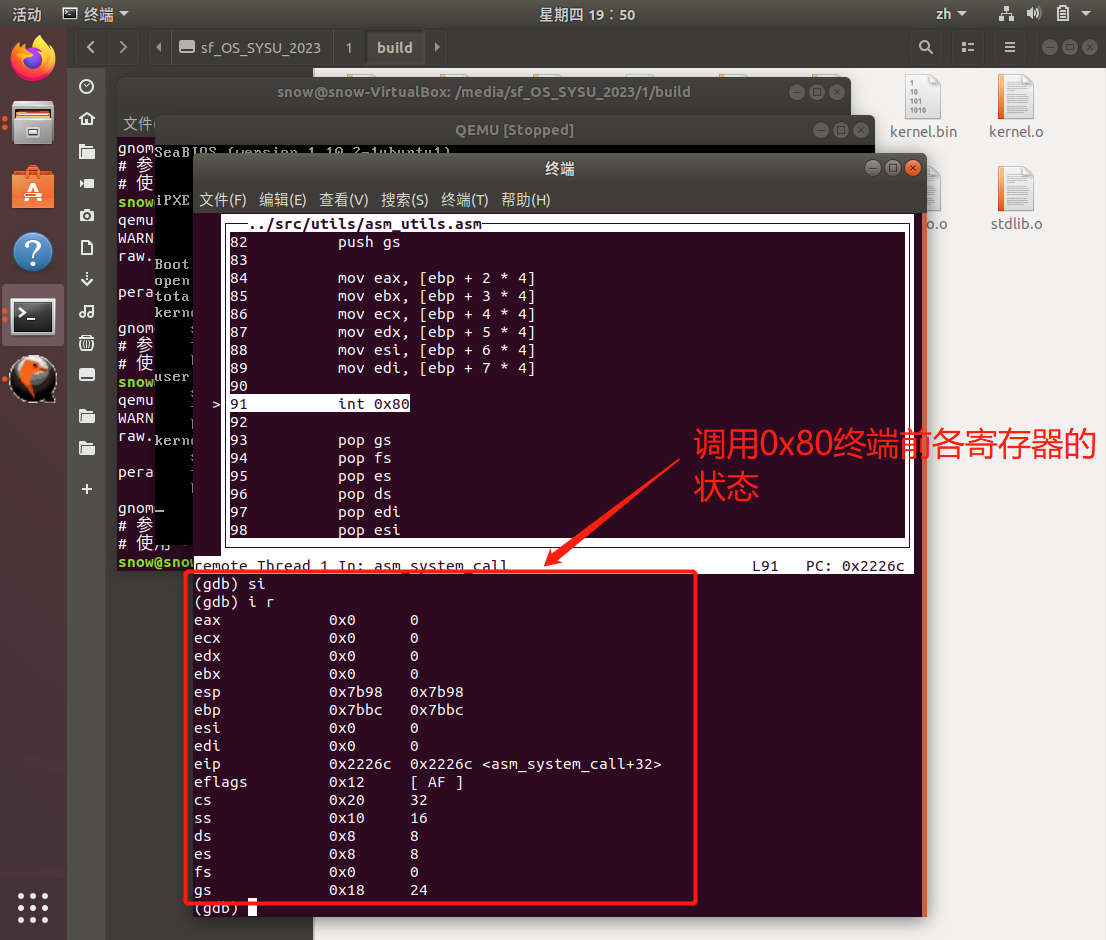 活动
终端
星期四 19：50
zh
sf_OS_SYSU_2023
1
build
snow@snow-VirtualBox: /media/sf_OS_SYSU_2023/1/build
文件
QEMU [Stopped]
kernel.bin
kernel.o
o.o
stdlib.o
gnom
# 参
# 使
snow
qemu
WARN
raw.
pera
gnom
# 参
# 使
snow
qemu
WARN
raw.
pera
gnom
# 参
# 使用
snow@snow
SeaBIOS (version 1.10.2-1ubuntu1)
iPXE
Boot
open
tota
kerne
user
kerne
终端
文件(F) 编辑(E) 查看(V) 搜索(S) 终端(T) 帮助(H)
../src/utils/asm_utils.asm
82 push gs
83
84 mov eax, [ebp + 2 * 4]
85 mov ebx, [ebp + 3 * 4]
86 mov ecx, [ebp + 4 * 4]
87 mov edx, [ebp + 5 * 4]
88 mov esi, [ebp + 6 * 4]
89 mov edi, [ebp + 7 * 4]
90
>91 int 0x80
92
93 pop gs
94 pop fs
95 pop es
96 pop ds
97 pop edi
98 pop esi
调用0x80终端前各寄存器的
状态
remote Thread 1 In: asm_system_call L91 PC: 0x2226c
(gdb) si
(gdb) i r
eax 0x0 0
ecx 0x0 0
edx 0x0 0
ebx 0x0 0
esp 0x7b98 0x7b98
ebp 0x7bbc 0x7bbc
esi 0x0 0
edi 0x0 0
eip 0x2226c 0x2226c <asm_system_call+32>
eflags 0x12 [ AF ]
cs 0x20 32
ss 0x10 16
ds 0x8 8
es 0x8 8
fs 0x0 0
gs 0x18 24
(gdb)